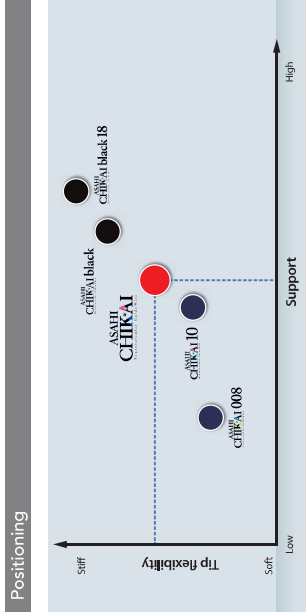 Positioning
Stiff
Tip flexibility
Soft
Low
Support
High
ASAHI
CHIKAI black 18
ASAHI
CHIKAI black
ASAHI
CHIKAI
ASAHI
CHIKAI 10
ASAHI
CHIKAI 008